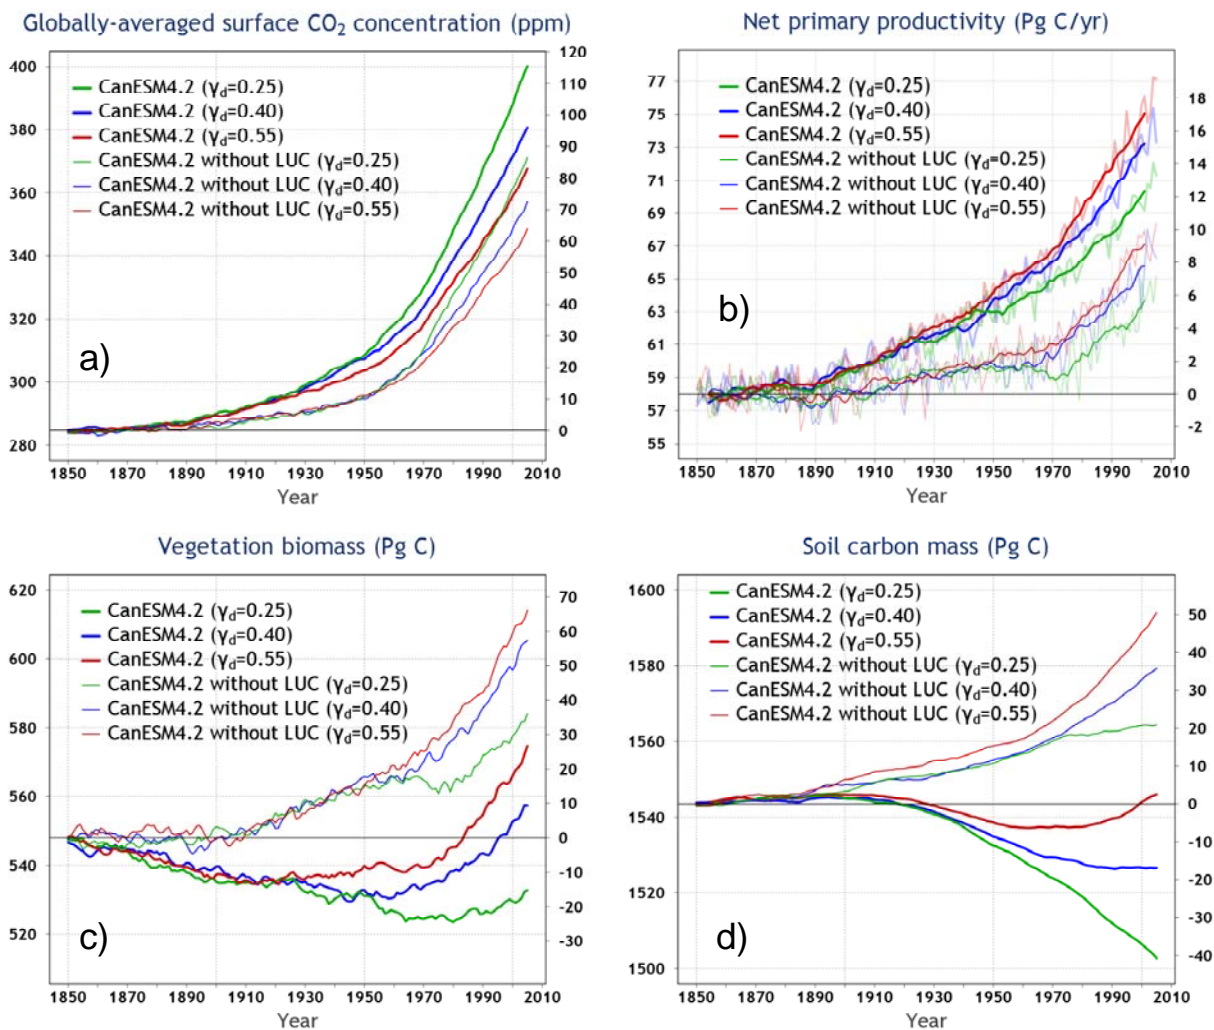 Globally-averaged surface CO₂ concentration (ppm)
400
380
360
340
320
300
280
120
110
100
90
80
70
60
50
40
30
20
10
0
CanESM4.2 (γd=0.25)
CanESM4.2 (γd=0.40)
CanESM4.2 (γd=0.55)
CanESM4.2 without LUC (γd=0.25)
CanESM4.2 without LUC (γd=0.40)
CanESM4.2 without LUC (γd=0.55)
a)
1850 1870 1890 1910 1930 1950 1970 1990 2010
Year
Net primary productivity (Pg C/yr)
77
75
73
71
69
67
65
63
61
59
57
55
18
16
14
12
10
8
6
4
2
0
-2
CanESM4.2 (γd=0.25)
CanESM4.2 (γd=0.40)
CanESM4.2 (γd=0.55)
CanESM4.2 without LUC (γd=0.25)
CanESM4.2 without LUC (γd=0.40)
CanESM4.2 without LUC (γd=0.55)
b)
1850 1870 1890 1910 1930 1950 1970 1990 2010
Year
Vegetation biomass (Pg C)
620
600
580
560
540
520
70
60
50
40
30
20
10
0
-10
-20
-30
CanESM4.2 (γd=0.25)
CanESM4.2 (γd=0.40)
CanESM4.2 (γd=0.55)
CanESM4.2 without LUC (γd=0.25)
CanESM4.2 without LUC (γd=0.40)
CanESM4.2 without LUC (γd=0.55)
c)
1850 1870 1890 1910 1930 1950 1970 1990 2010
Year
Soil carbon mass (Pg C)
1600
1580
1560
1540
1520
1500
50
40
30
20
10
0
-10
-20
-30
-40
CanESM4.2 (γd=0.25)
CanESM4.2 (γd=0.40)
CanESM4.2 (γd=0.55)
CanESM4.2 without LUC (γd=0.25)
CanESM4.2 without LUC (γd=0.40)
CanESM4.2 without LUC (γd=0.55)
d)
1850 1870 1890 1910 1930 1950 1970 1990 2010
Year